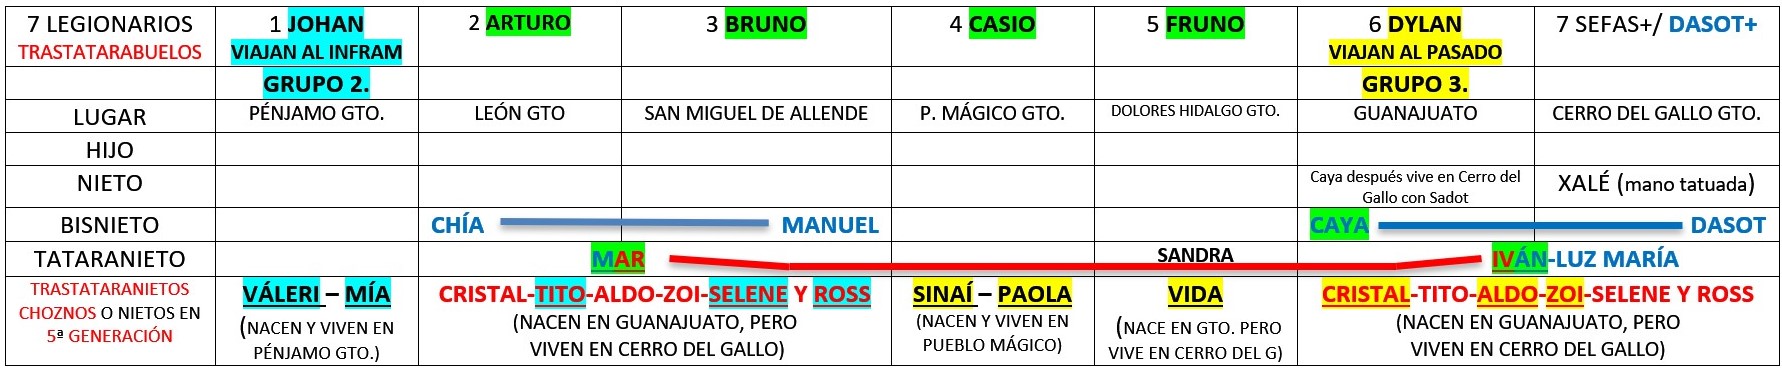 7 LEGIONARIOS
TRASTATARABUELOS
1 JOHAN
VIAJAN AL INFRAM
2 ARTURO
3 BRUNO
4 CASIO
5 FRUNO
6 DYLAN
VIAJAN AL PASADO
7 SEFAS+/ DASOT+
GRUPO 2.
GRUPO 3.
LUGAR
PÉNJAMO GTO.
LEÓN GTO
SAN MIGUEL DE ALLENDE
P. MÁGICO GTO.
DOLORES HIDALGO GTO.
GUANAJUATO
CERRO DEL GALLO GTO.
HIJO
NIETO
Caya después vive en Cerro del
Gallo con Sadot
XALÉ (mano tatuada)
BISNIETO
CHÍA
MANUEL
CAYA
DASOT
TATARANIETO
MAR
SANDRA
IVÁN-LUZ MARÍA
TRASTATARANIETOS
CHOZNOS O NIETOS EN
5ª GENERACIÓN
VÁLERI – MÍA
(NACEN Y VIVEN EN
PÉNJAMO GTO.)
CRISTAL-TITO-ALDO-ZOI-SELENE Y ROSS
(NACEN EN GUANAJUATO, PERO
VIVEN EN CERRO DEL GALLO)
SINAÍ – PAOLA
(NACEN Y VIVEN EN
PUEBLO MÁGICO)
VIDA
(NACE EN GTO. PERO
VIVE EN CERRO DEL G)
CRISTAL-TITO-ALDO-ZOI-SELENE Y ROSS
(NACEN EN GUANAJUATO, PERO
VIVEN EN CERRO DEL GALLO)